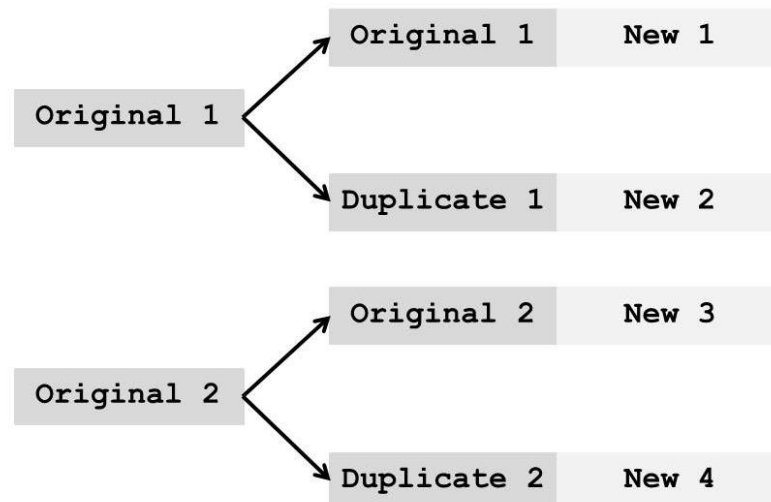 Original 1 New 1
Original 1
Duplicate 1 New 2
Original 2 New 3
Original 2
Duplicate 2 New 4